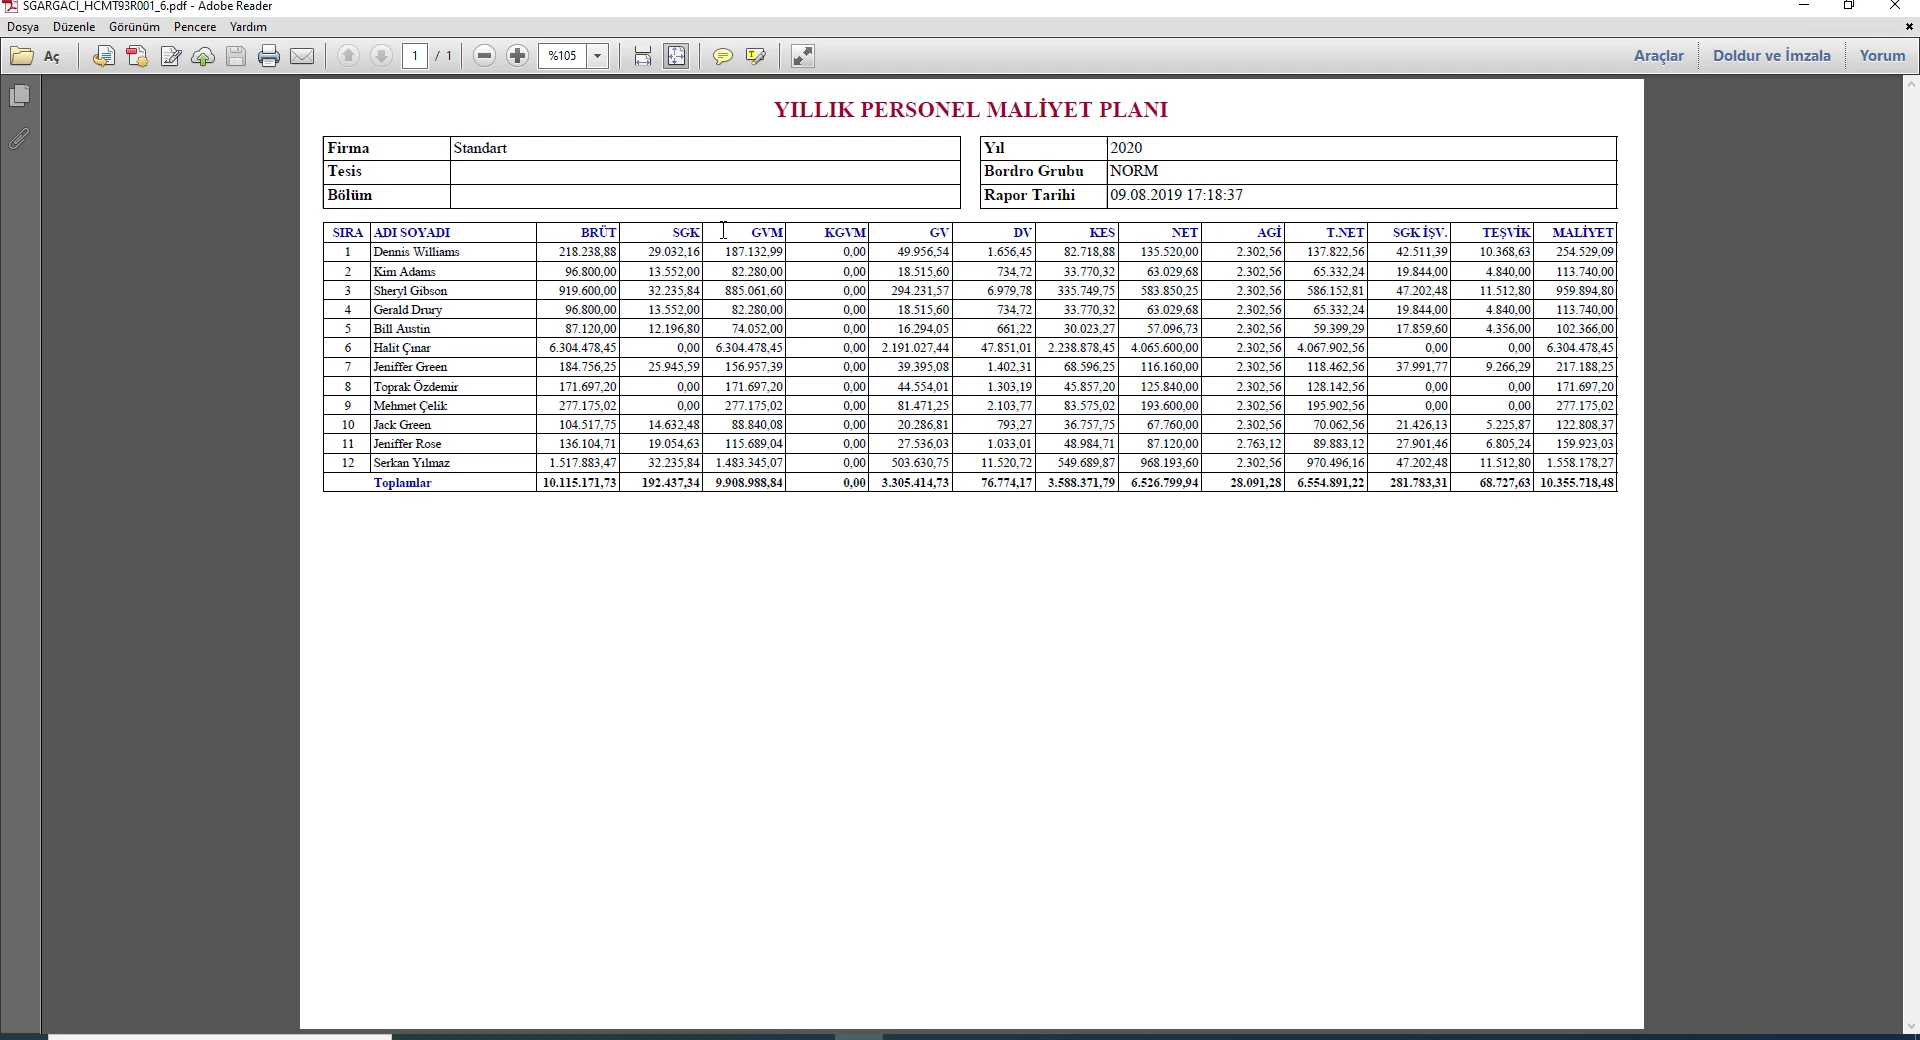 SGARGACI_HCMT93R001_6.pdf - Adobe Reader
Dosya Düzenle Görünüm Pencere Yardım
Aç 1 / 1 %105 Araçlar Doldur ve İmzala Yorum
YILLIK PERSONEL MALİYET PLANI
Firma Standart Yıl 2020
Tesis Bordro Grubu NORM
Bölüm Rapor Tarihi 09.08.2019 17:18:37
SIRA ADI SOYADI BRÜT SGK GVM KGVM GV DV KES NET AGİ T.NET SGK İŞV. TEŞVİK MALİYET
1 Dennis Williams 218.238,88 29.032,16 187.132,99 0,00 49.956,54 1.656,45 82.718,88 135.520,00 2.302,56 137.822,56 42.511,39 10.368,63 254.529,09
2 Kim Adams 96.800,00 13.552,00 82.280,00 0,00 18.515,60 734,72 33.770,32 63.029,68 2.302,56 65.332,24 19.844,00 4.840,00 113.740,00
3 Sheryl Gibson 919.600,00 32.235,84 885.061,60 0,00 294.231,57 6.979,78 335.749,75 583.850,25 2.302,56 586.152,81 47.202,48 11.512,80 959.894,80
4 Gerald Drury 96.800,00 13.552,00 82.280,00 0,00 18.515,60 734,72 33.770,32 63.029,68 2.302,56 65.332,24 19.844,00 4.840,00 113.740,00
5 Bill Austin 87.120,00 12.196,80 74.052,00 0,00 16.294,05 661,22 30.023,27 57.096,73 2.302,56 59.399,29 17.859,60 4.356,00 102.366,00
6 Halit Çınar 6.304.478,45 0,00 6.304.478,45 0,00 2.191.027,44 47.851,01 2.238.878,45 4.065.600,00 2.302,56 4.067.902,56 0,00 0,00 6.304.478,45
7 Jeniffer Green 184.756,25 25.945,59 156.957,39 0,00 39.395,08 1.402,31 68.596,25 116.160,00 2.302,56 118.462,56 37.991,77 9.266,29 217.188,25
8 Toprak Özdemir 171.697,20 0,00 171.697,20 0,00 44.554,01 1.303,19 45.857,20 125.840,00 2.302,56 128.142,56 0,00 0,00 171.697,20
9 Mehmet Çelik 277.175,02 0,00 277.175,02 0,00 81.471,25 2.103,77 83.575,02 193.600,00 2.302,56 195.902,56 0,00 0,00 277.175,02
10 Jack Green 104.517,75 14.632,48 88.840,08 0,00 20.286,81 793,27 36.757,75 67.760,00 2.302,56 70.062,56 21.426,13 5.225,87 122.808,37
11 Jeniffer Rose 136.104,71 19.054,63 115.689,04 0,00 27.536,03 1.033,01 48.984,71 87.120,00 2.763,12 89.883,12 27.901,46 6.805,24 159.923,03
12 Serkan Yılmaz 1.517.883,47 32.235,84 1.483.345,07 0,00 503.630,75 11.520,72 549.689,87 968.193,60 2.302,56 970.496,16 47.202,48 11.512,80 1.558.178,27
Toplamlar 10.115.171,73 192.437,34 9.908.988,84 0,00 3.305.414,73 76.774,17 3.588.371,79 6.526.799,94 28.091,28 6.554.891,22 281.783,31 68.727,63 10.355.718,48